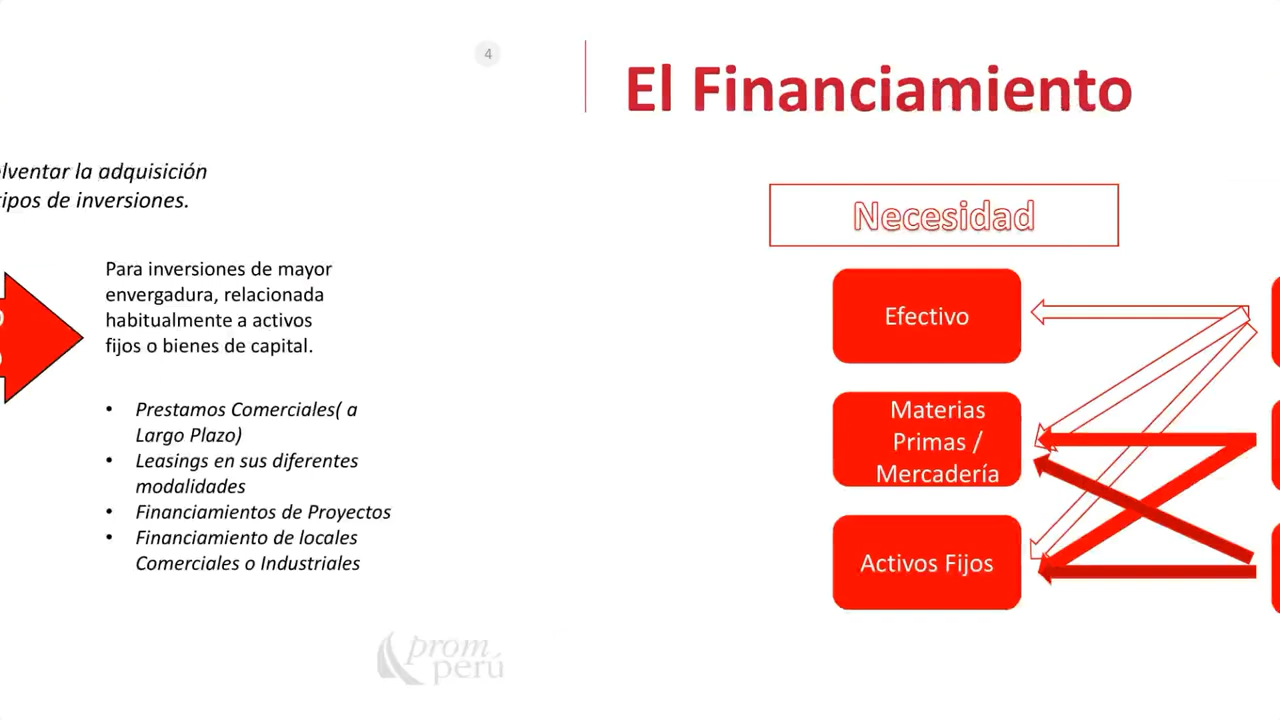 4
la adquisición
de inversiones.
Para inversiones de mayor
envergadura, relacionada
habitualmente a activos
fijos o bienes de capital.
• Prestamos Comerciales( a
Largo Plazo)
• Leasings en sus diferentes
modalidades
• Financiamientos de Proyectos
• Financiamiento de locales
Comerciales o Industriales
prom
perú
El Financiamiento
Necesidad
Efectivo
Materias
Primas /
Mercadería
Activos Fijos